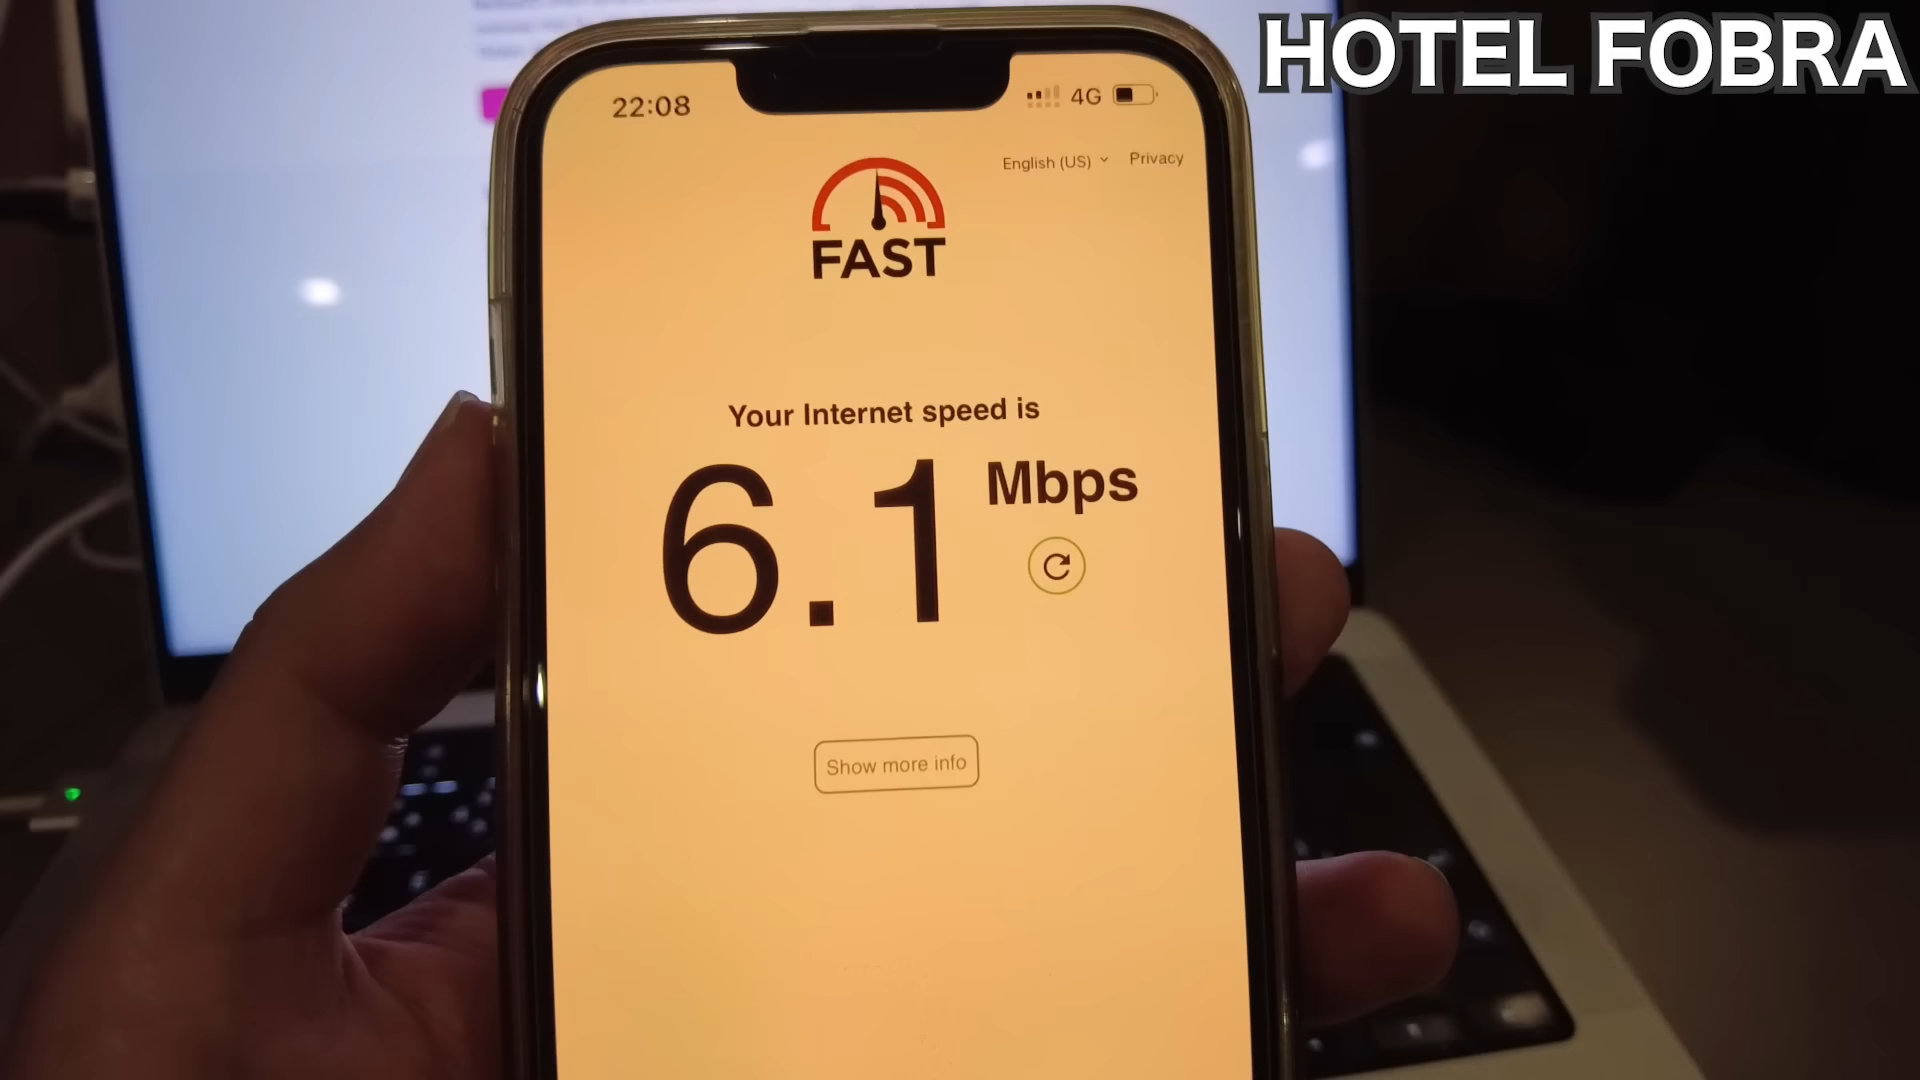 HOTEL FOBRA
22:08
4G
English (US)
Privacy
FAST
Your Internet speed is
6.1 Mbps
Show more info